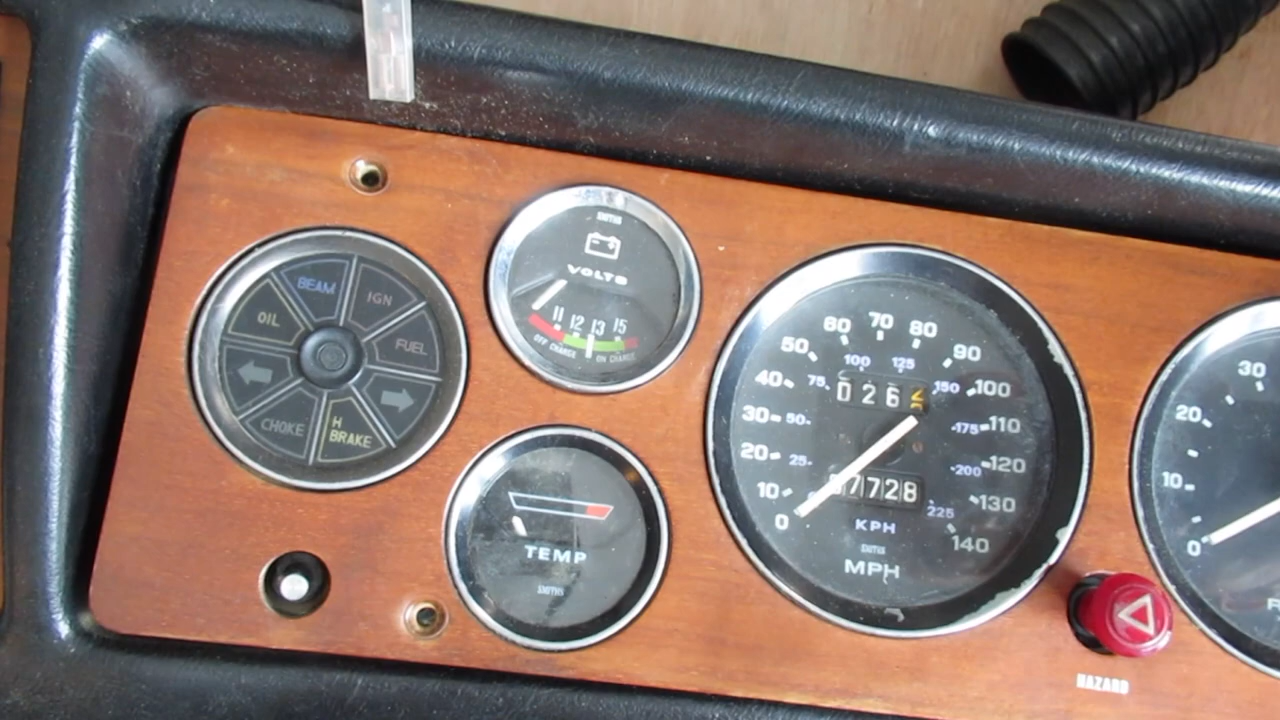 BEAM
IGN
OIL
FUEL
CHOKE
H
BRAKE
SMITHS
VOLTS
11 12 13 15
OFF CHARGE
ON CHARGE
TEMP
SMITHS
0 10 20 30 40 50 60 70 80 90 100 110 120 130 140
25 50 75 100 125 150 175 200 225
026
7728
KPH
SMITHS
MPH
HAZARD
0 10 20 30